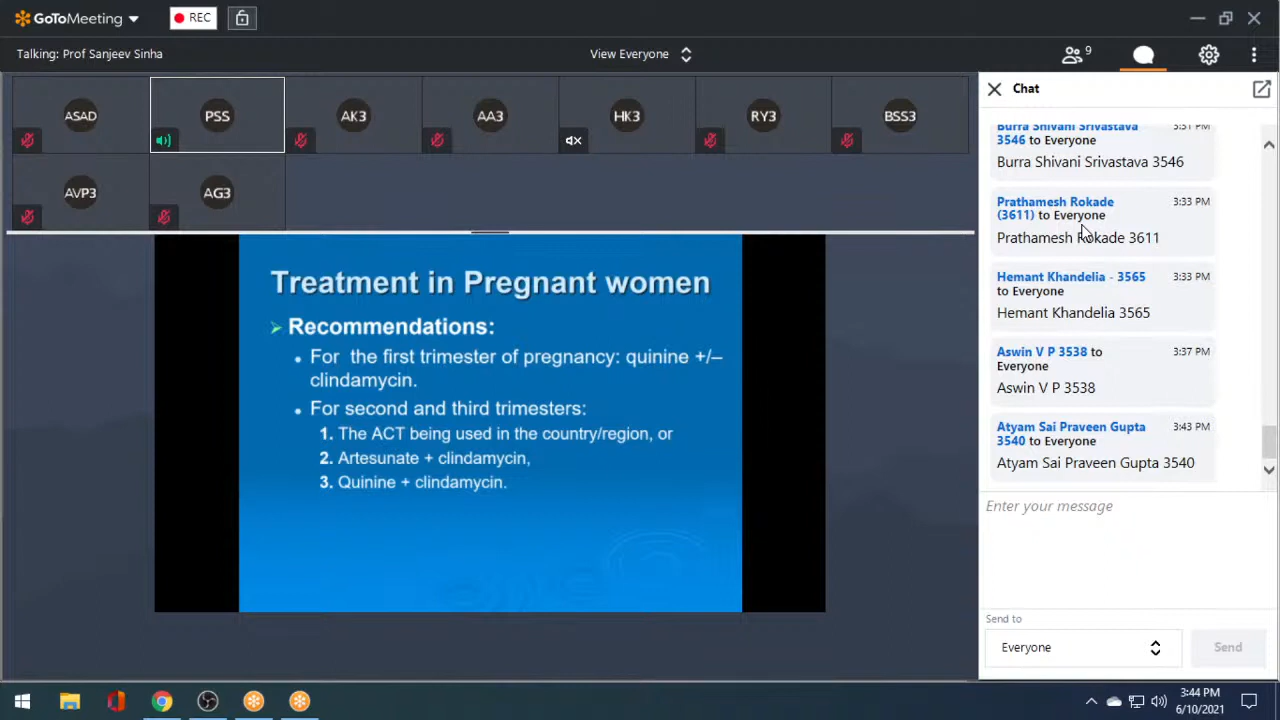 GoToMeeting
REC
Talking: Prof Sanjeev Sinha
View Everyone
9
ASAD
PSS
AK3
AA3
HK3
RY3
BSS3
AVP3
AG3
Treatment in Pregnant women
Recommendations:
For the first trimester of pregnancy: quinine +/–
clindamycin.
For second and third trimesters:
1. The ACT being used in the country/region, or
2. Artesunate + clindamycin,
3. Quinine + clindamycin.
Chat
Burra Shivani Srivastava 3:31 PM
3546 to Everyone
Burra Shivani Srivastava 3546
Prathamesh Rokade 3:33 PM
(3611) to Everyone
Prathamesh Rokade 3611
Hemant Khandelia - 3565 3:33 PM
to Everyone
Hemant Khandelia 3565
Aswin V P 3538 to 3:37 PM
Everyone
Aswin V P 3538
Atyam Sai Praveen Gupta 3:43 PM
3540 to Everyone
Atyam Sai Praveen Gupta 3540
Enter your message
Send to
Everyone
Send
3:44 PM
6/10/2021